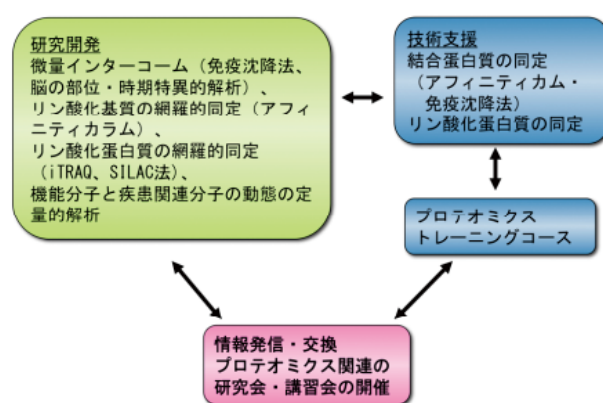 研究開発
微量インターコーム（免疫沈降法、
脳の部位・時期特異的解析）、
リン酸化基質の網羅的同定（アフィ
ニティカラム）、
リン酸化蛋白質の網羅的同定
（iTRAQ、SILAC法）、
機能分子と疾患関連分子の動態の定
量的解析
技術支援
結合蛋白質の同定
（アフィニティカム・
免疫沈降法）
リン酸化蛋白質の同定
プロテオミクス
トレーニングコース
情報発信・交換
プロテオミクス関連の
研究会・講習会の開催